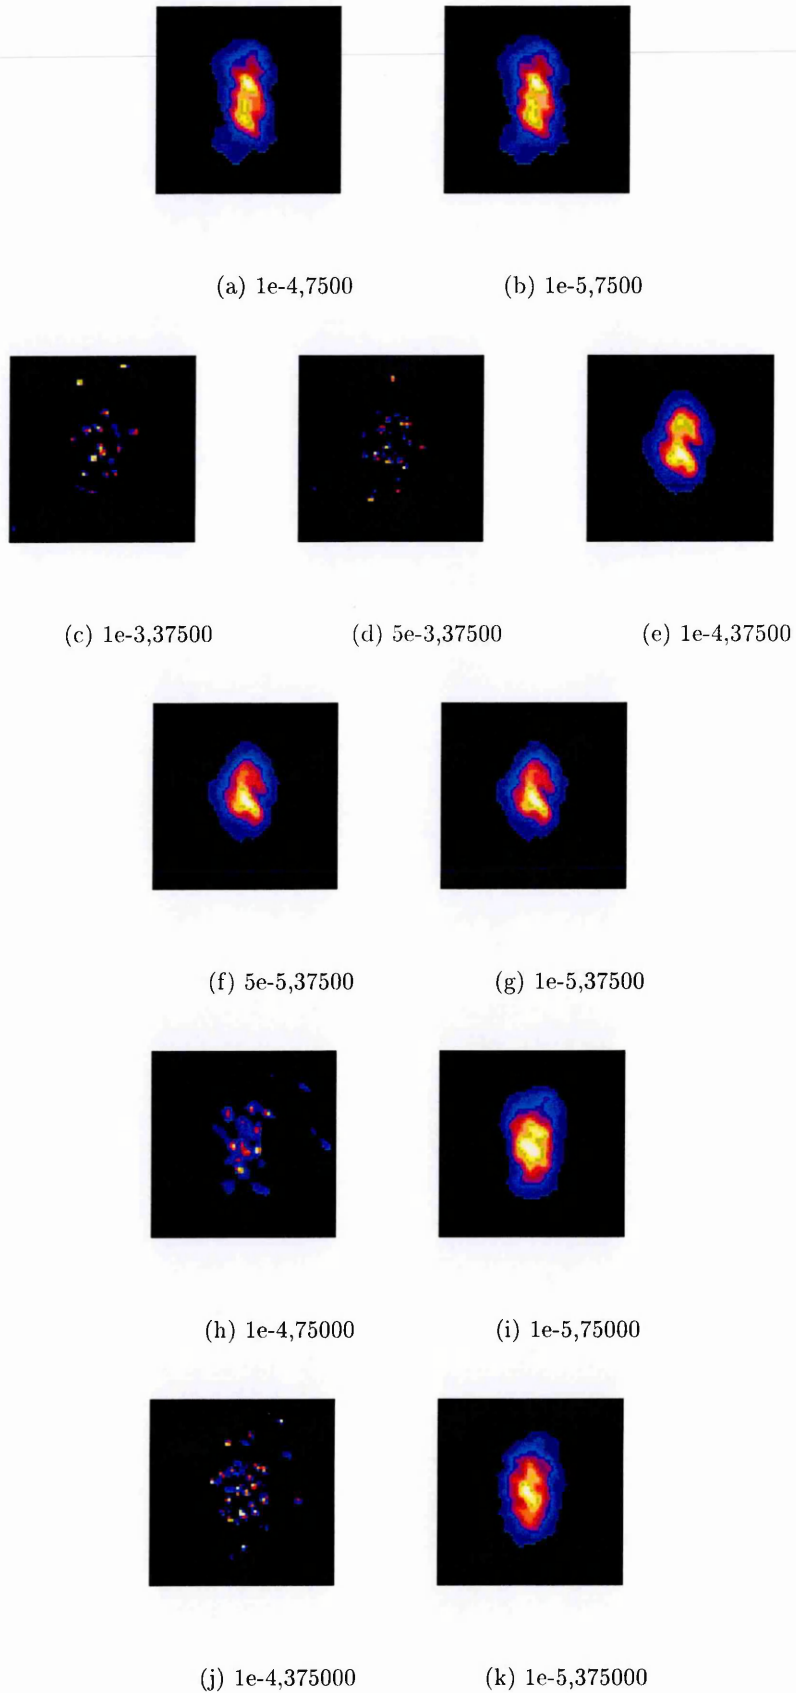 (a) 1e-4,7500
(b) 1e-5,7500
(c) 1e-3,37500
(d) 5e-3,37500
(e) 1e-4,37500
(f) 5e-5,37500
(g) 1e-5,37500
(h) 1e-4,75000
(i) 1e-5,75000
(j) 1e-4,375000
(k) 1e-5,375000